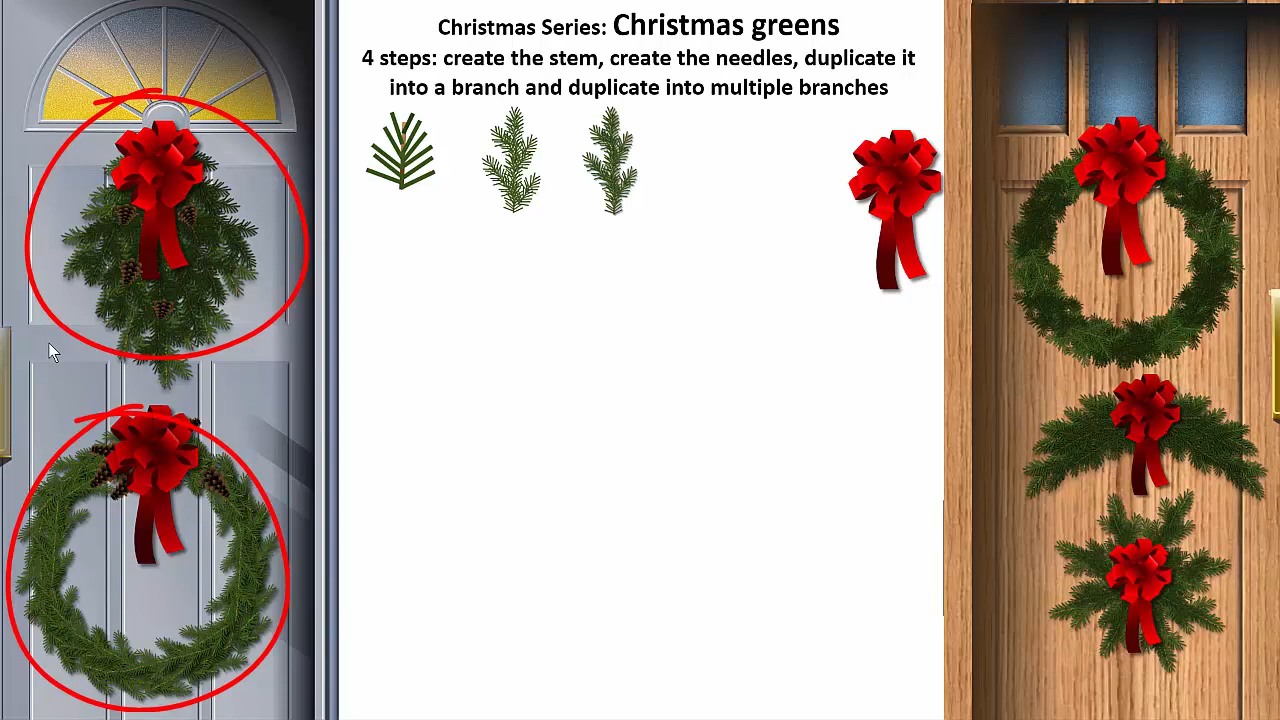 Christmas Series: Christmas greens
4 steps: create the stem, create the needles, duplicate it
into a branch and duplicate into multiple branches